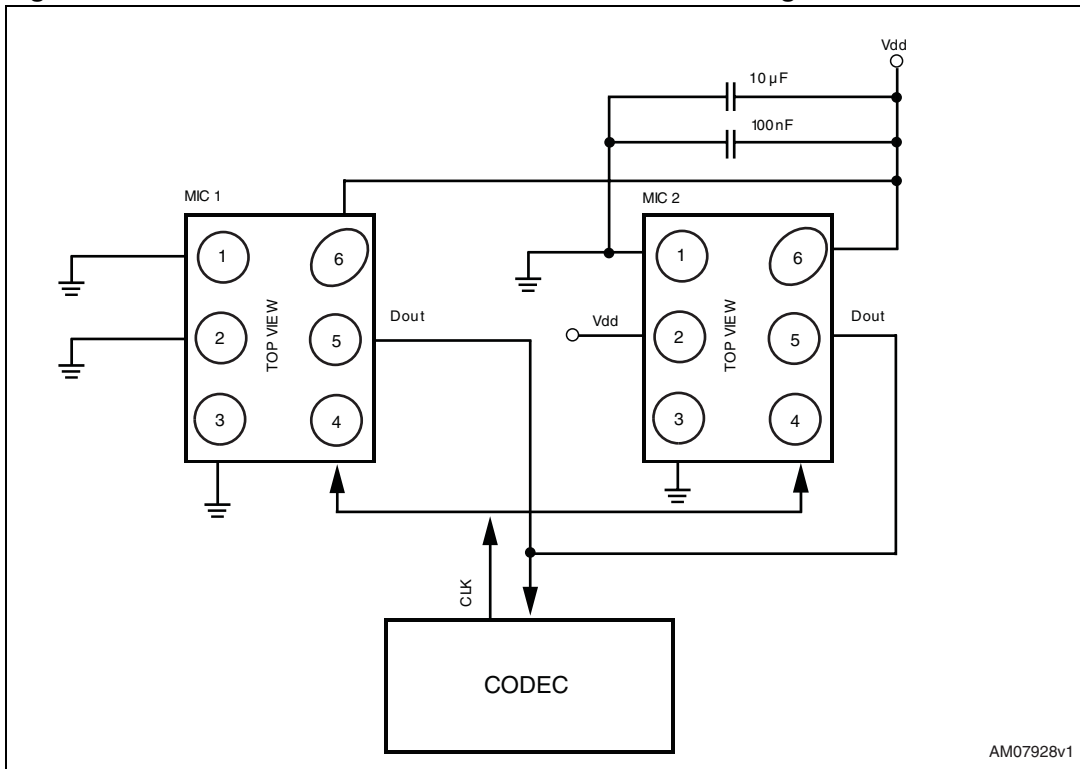 Vdd
10 µF
100nF
MIC 1
MIC 2
1
6
2
5
3
4
TOP VIEW
Dout
Vdd
1
6
2
5
3
4
TOP VIEW
Dout
CLK
CODEC
AM07928v1